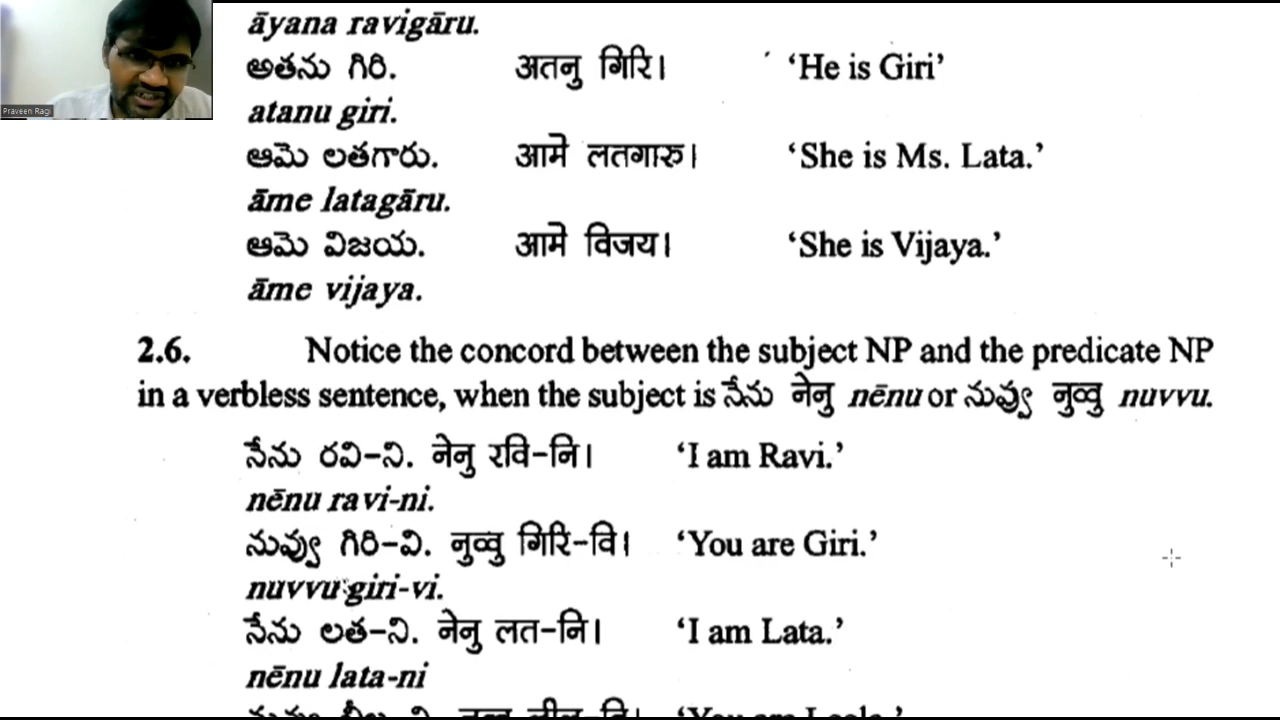 āyana ravigāru.
అతను గిరి. अतनु गिरि। ‘He is Giri’
atanu giri.
ఆమె లతగారు. आमे लतगारु। ‘She is Ms. Lata.’
āme latagāru.
ఆమె విజయ. आमे विजय। ‘She is Vijaya.’
āme vijaya.
2.6. Notice the concord between the subject NP and the predicate NP
in a verbless sentence, when the subject is నేను नेनु nēnu or నువ్వు नुव्वु nuvvu.
నేను రవి–ని. नेनु रवि–नि। ‘I am Ravi.’
nēnu ravi-ni.
నువ్వు గిరి–వి. नुव्वु गिरि–वि। ‘You are Giri.’
nuvvu giri-vi.
నేను లత–ని. नेनु लत–नि। ‘I am Lata.’
nēnu lata-ni
Praveen Ragi